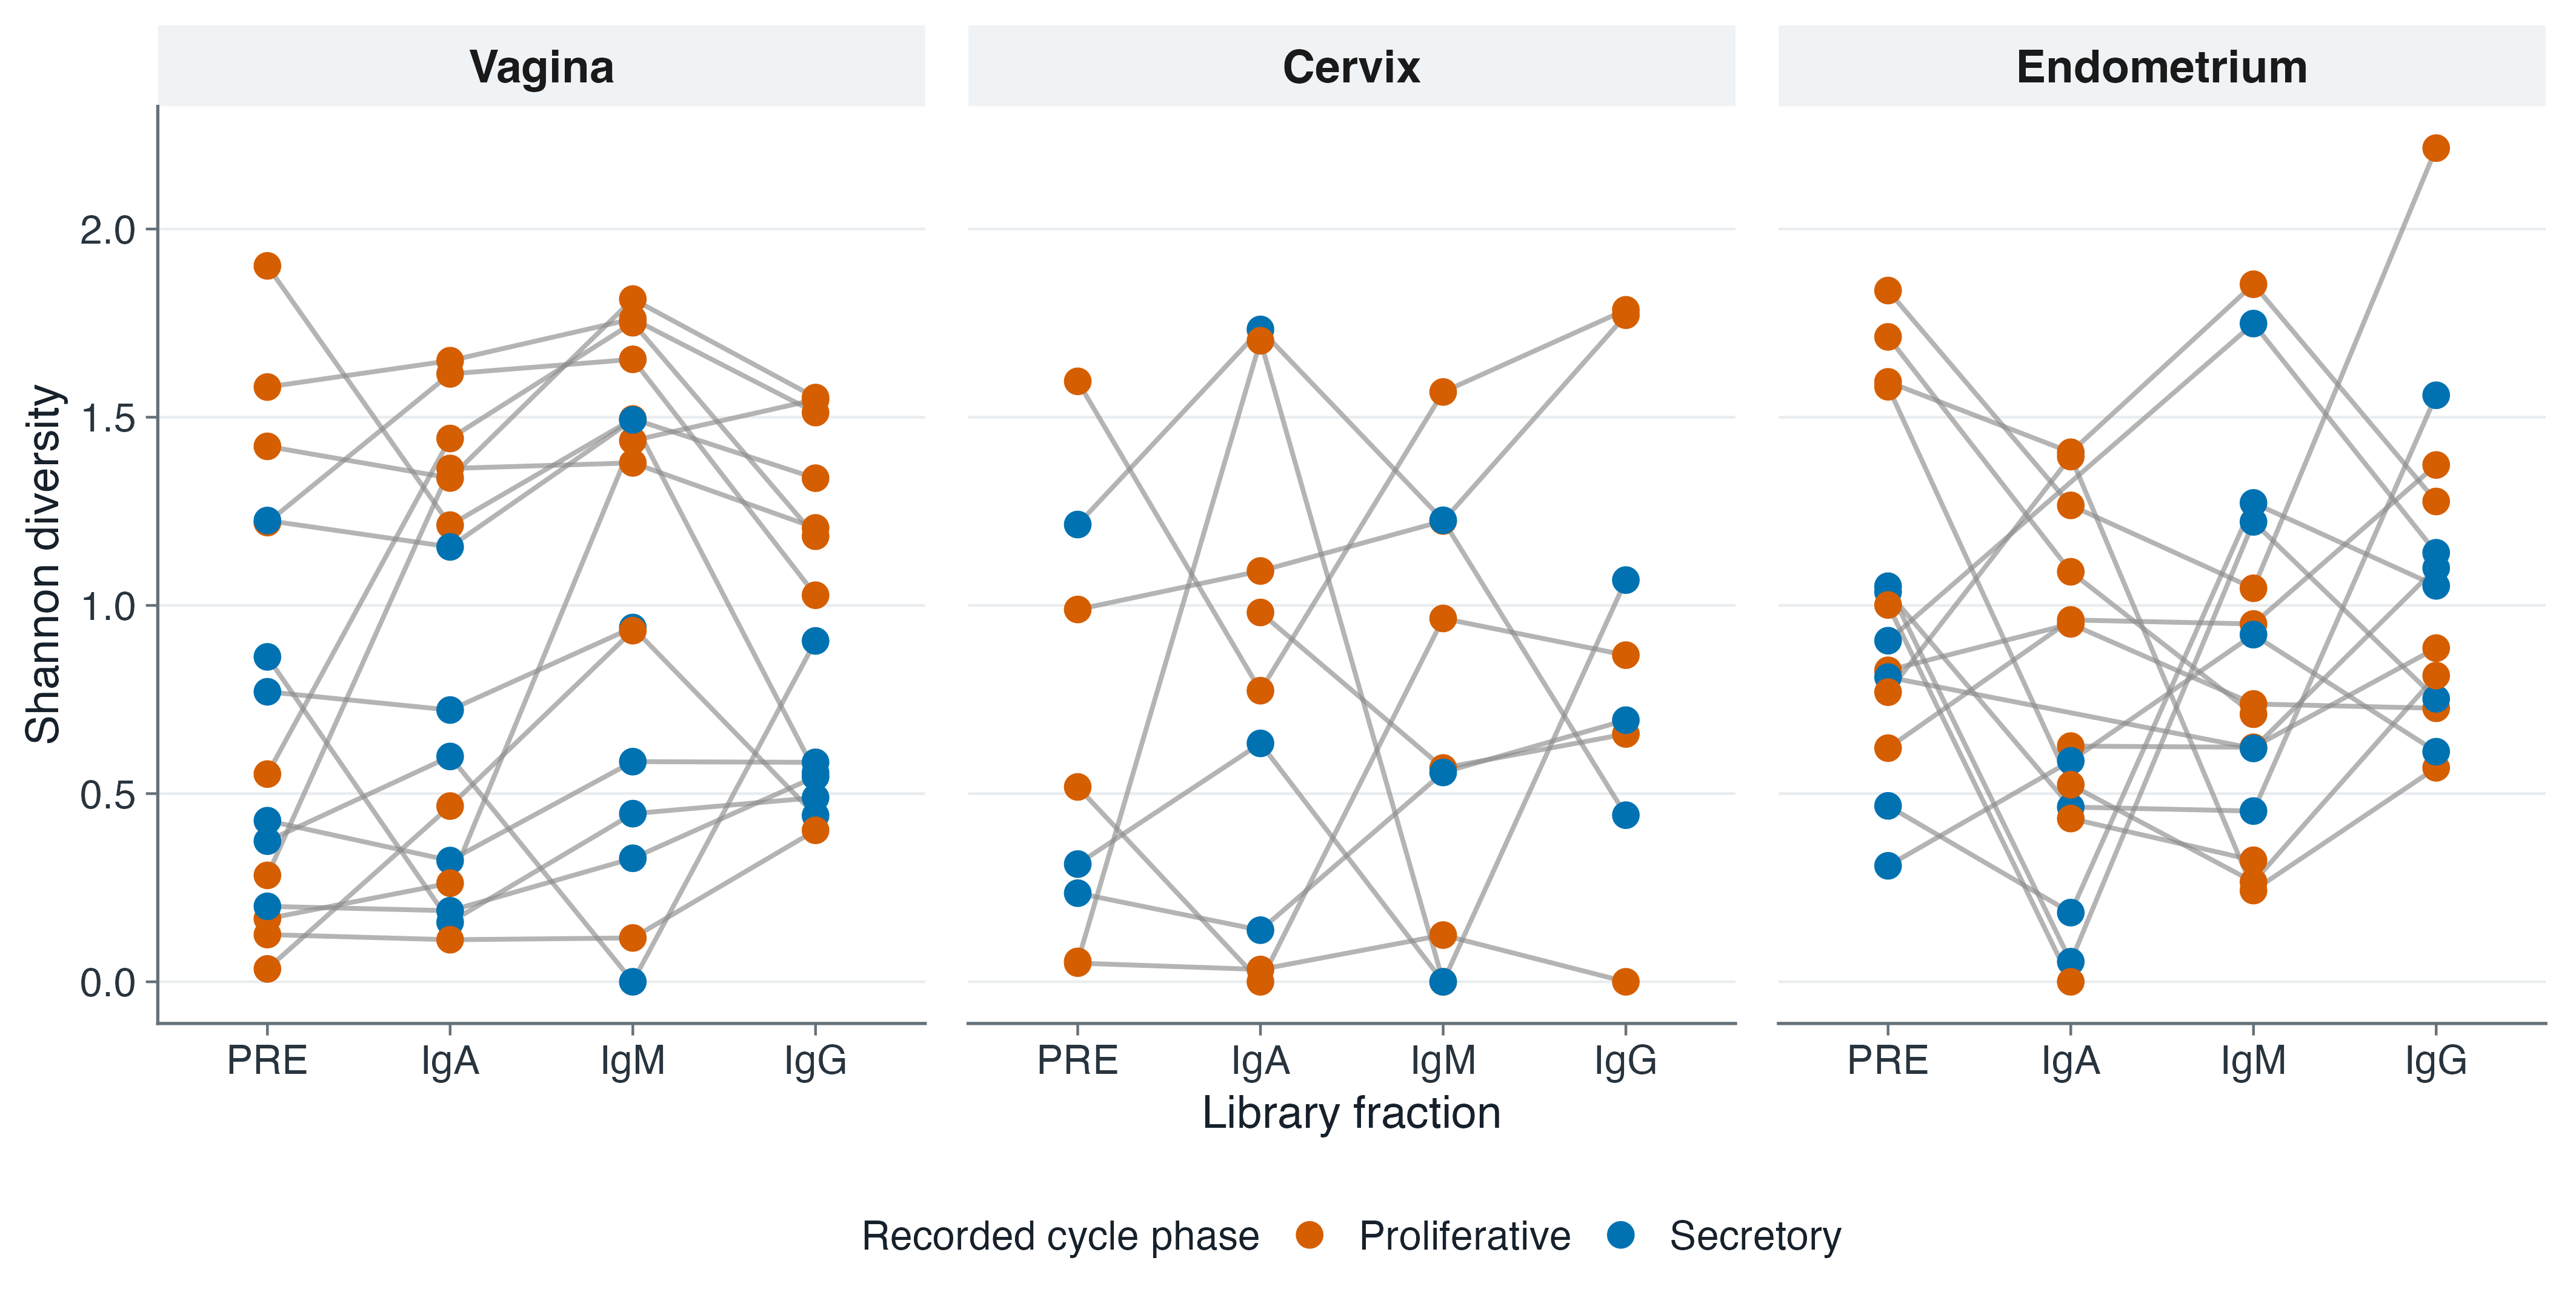 Vagina Cervix Endometrium
Shannon diversity
2.0
1.5
1.0
0.5
0.0
PRE IgA IgM IgG PRE IgA IgM IgG PRE IgA IgM IgG
Library fraction
Recorded cycle phase Proliferative Secretory